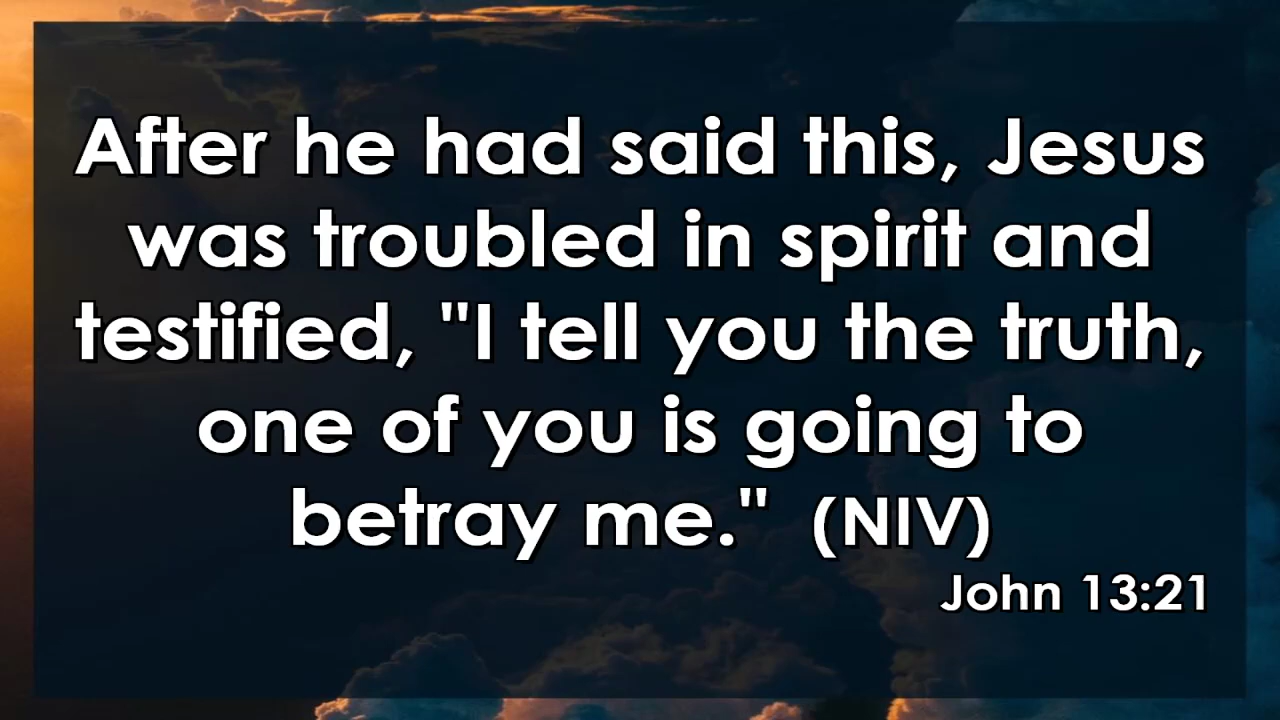 After he had said this, Jesus
was troubled in spirit and
testified, "I tell you the truth,
one of you is going to
betray me." (NIV)
John 13:21